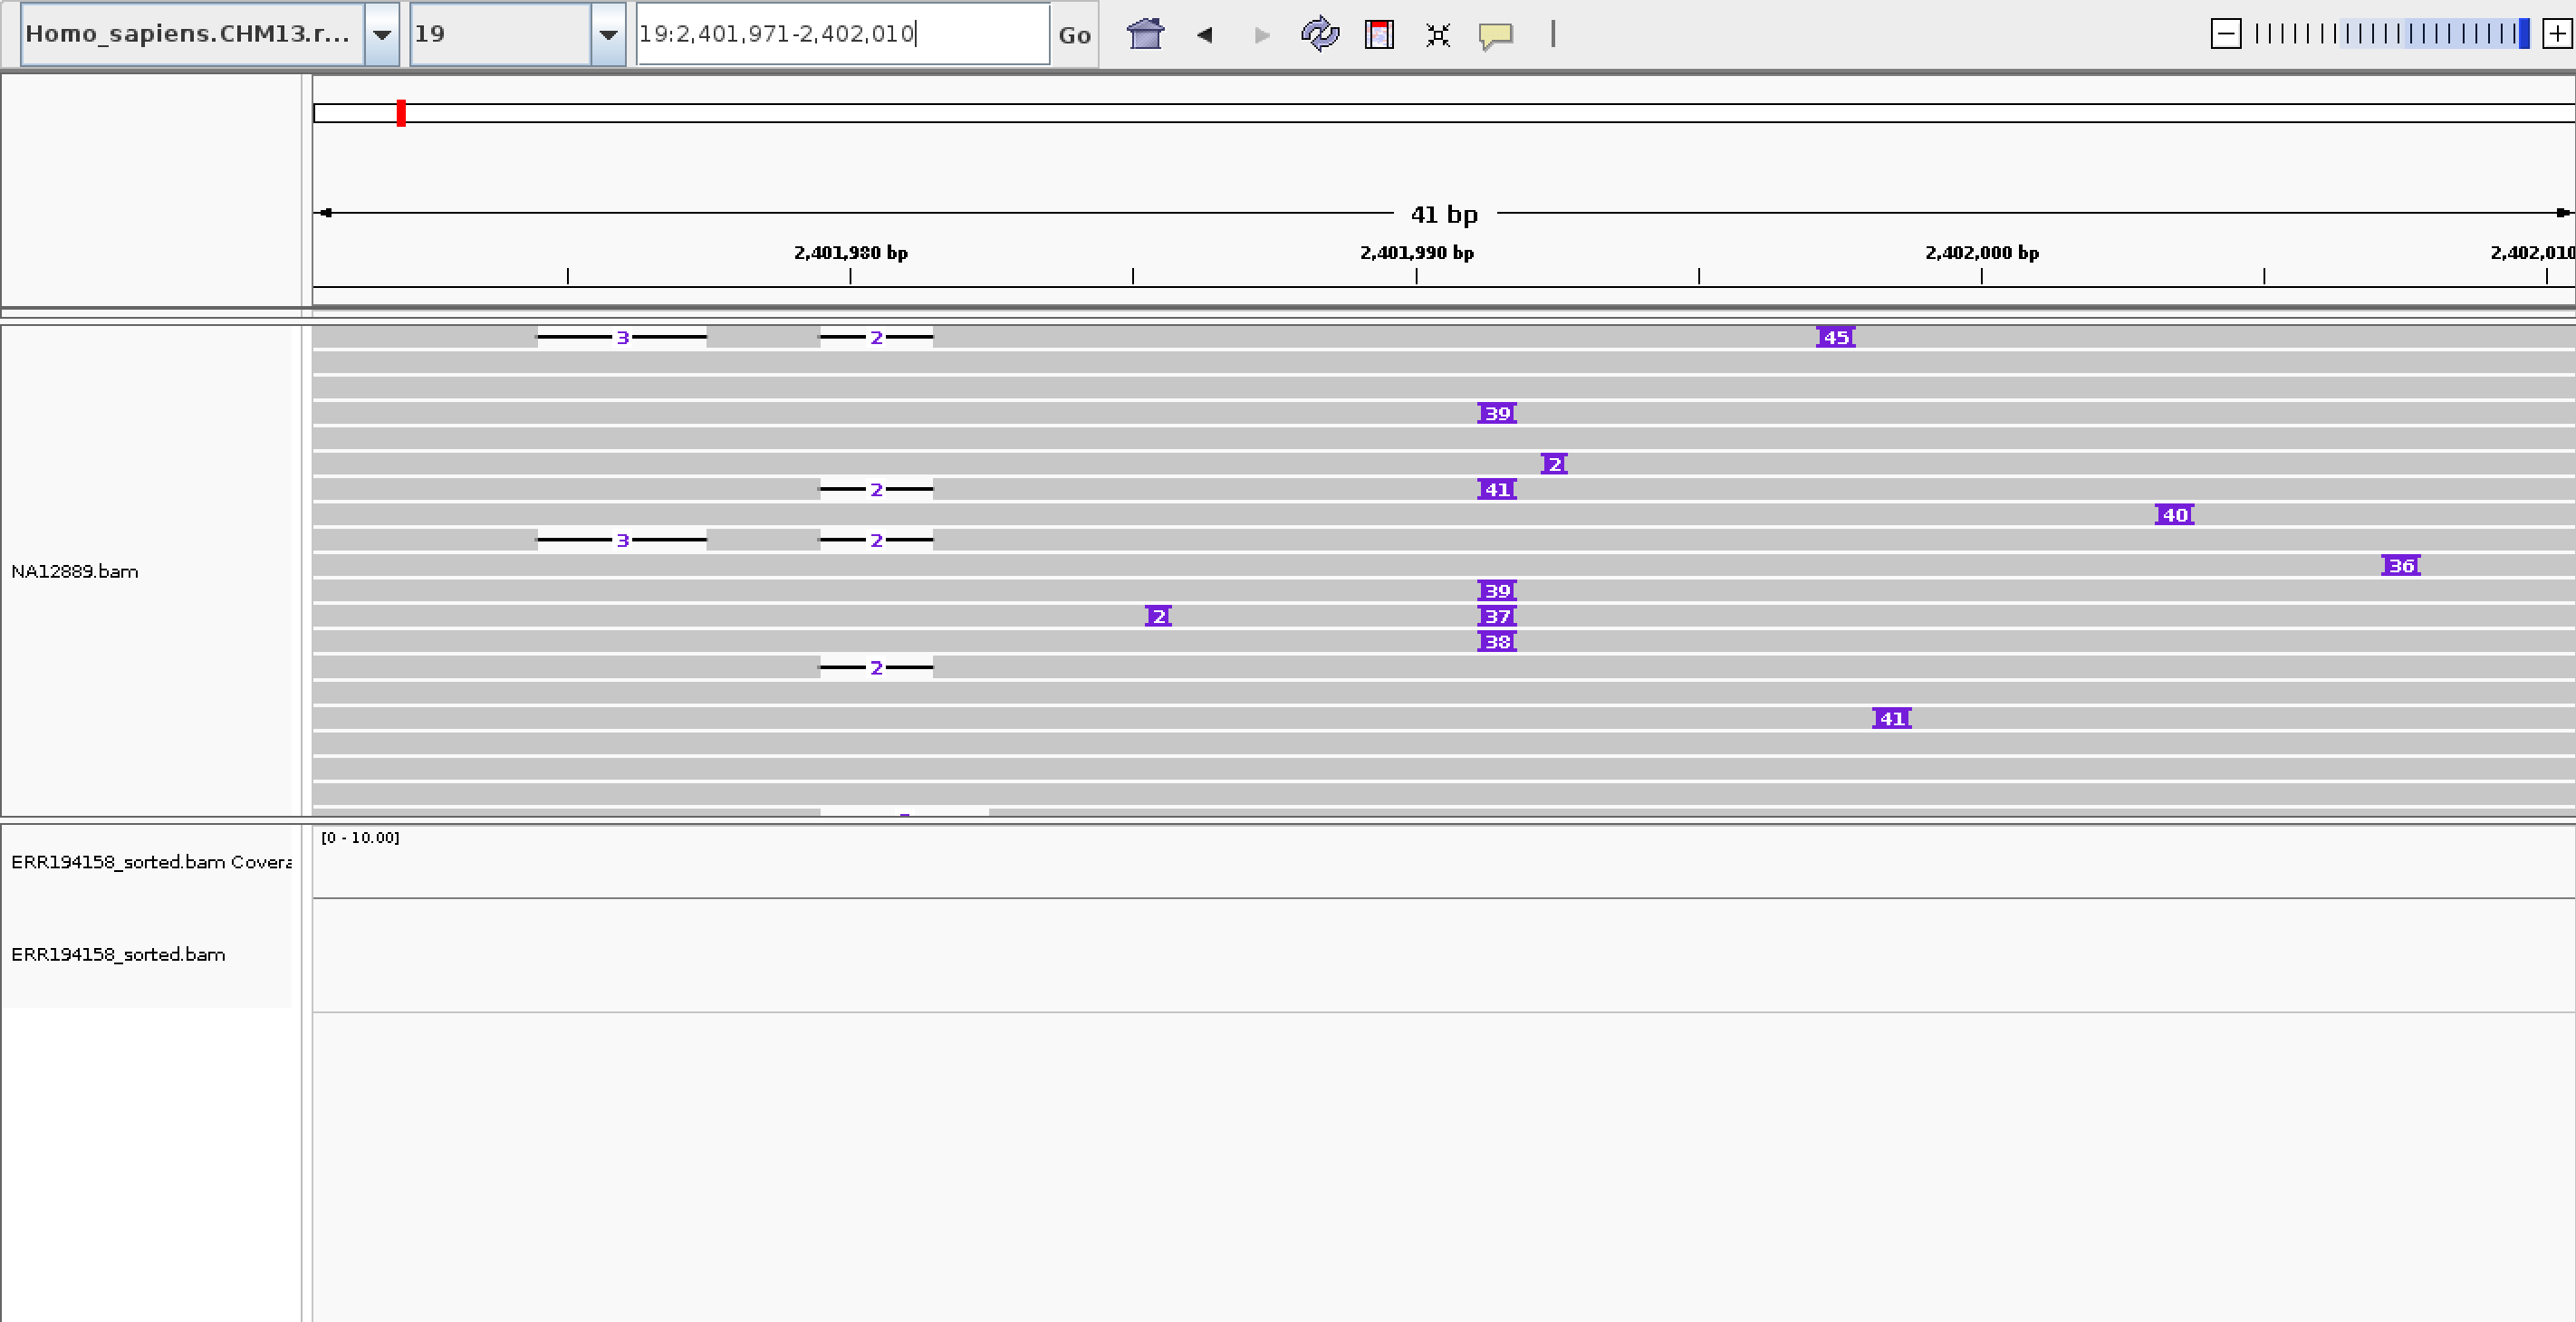 Homo_sapiens.CHM13.r... 19 19:2,401,971-2,402,010 Go
41 bp
2,401,980 bp 2,401,990 bp 2,402,000 bp 2,402,010
3 2 45
39
2
2 41
40
3 2
NA12889.bam
36
39
2 37
38
2
41
[0 - 10.00]
ERR194158_sorted.bam Covera
ERR194158_sorted.bam